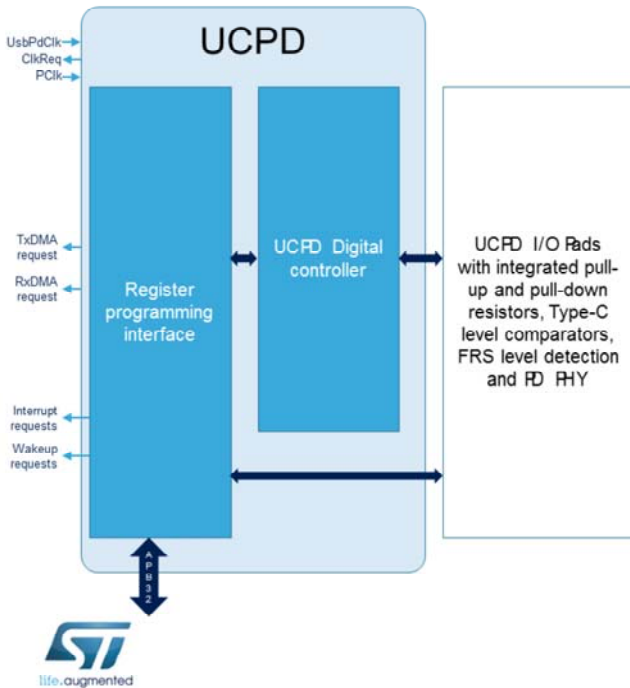 UCPD
UsbPdClk
ClkReq
PClk
TxDMA
request
RxDMA
request
Interrupt
requests
Wakeup
requests
Register
programming
interface
UCPD Digital
controller
UCPD I/O Pads
with integrated pull-
up and pull-down
resistors, Type-C
level comparators,
FRS level detection
and PD PHY
APB32
ST
life.augmented